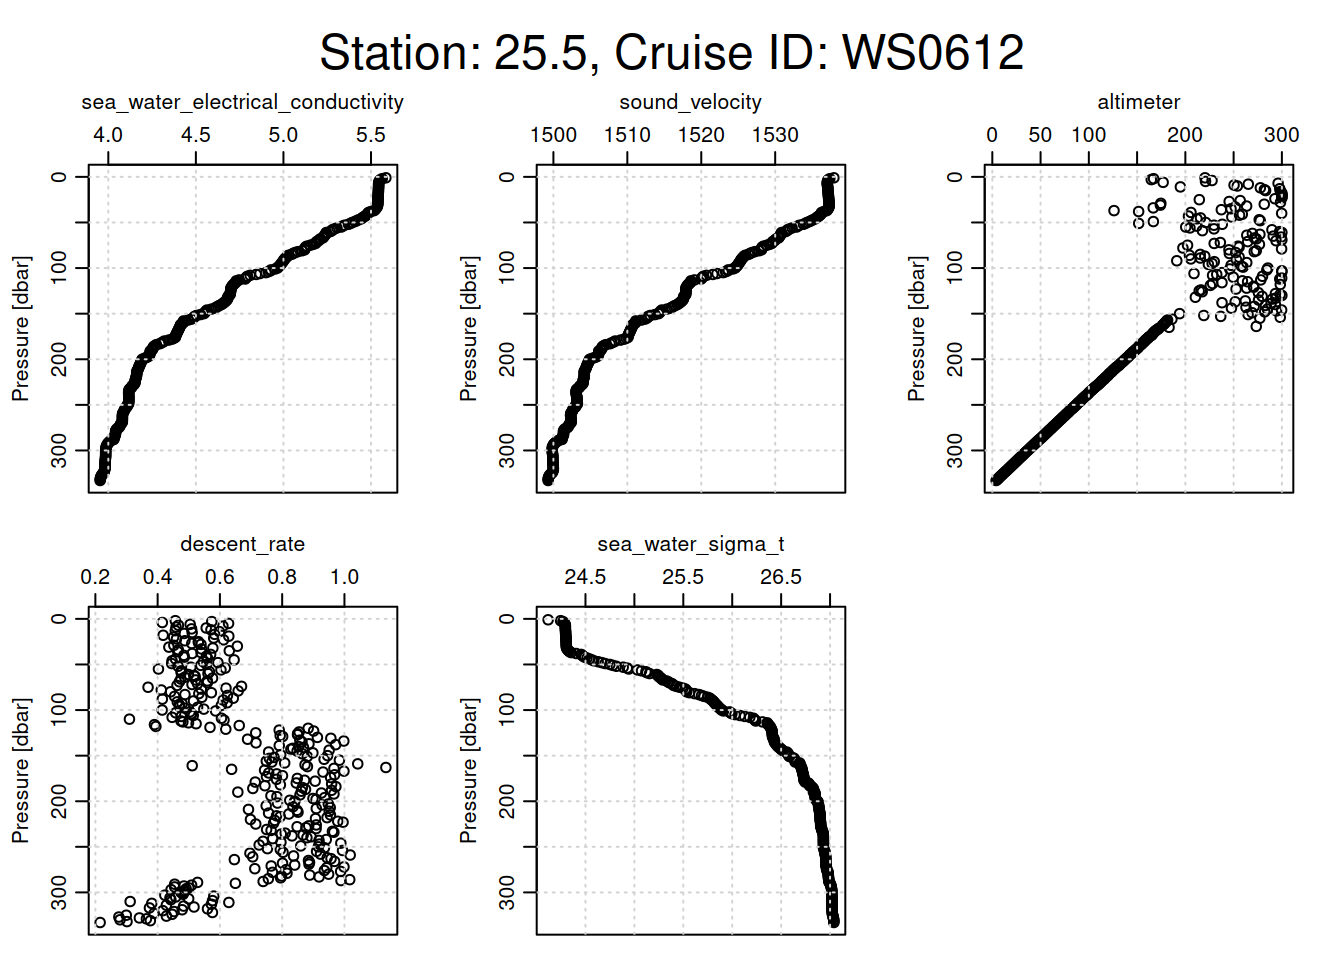 Station: 25.5, Cruise ID: WS0612
sea_water_electrical_conductivity
4.0 4.5 5.0 5.5
Pressure [dbar]
0 100 200 300
sound_velocity
1500 1510 1520 1530
Pressure [dbar]
0 100 200 300
altimeter
0 50 100 200 300
Pressure [dbar]
0 100 200 300
descent_rate
0.2 0.4 0.6 0.8 1.0
Pressure [dbar]
0 100 200 300
sea_water_sigma_t
24.5 25.5 26.5
Pressure [dbar]
0 100 200 300